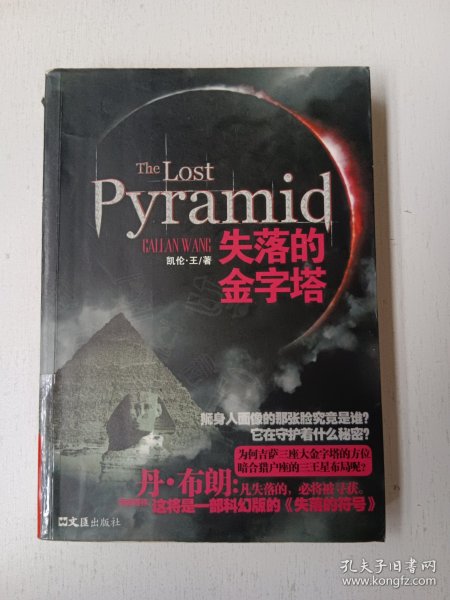 The Lost
Pyramid
CALLAN WANG
失落的
金字塔
凯伦·王/著
狮身人面像的那张脸究竟是谁？
它在守护着什么秘密？
为何吉萨三座大金字塔的方位
暗合猎户座的三王星布局呢？
丹·布朗：凡失落的，必将被寻获。
这将是一部科幻版的《失落的符号》
文匯出版社
孔夫子旧书网
www.kongfz.com